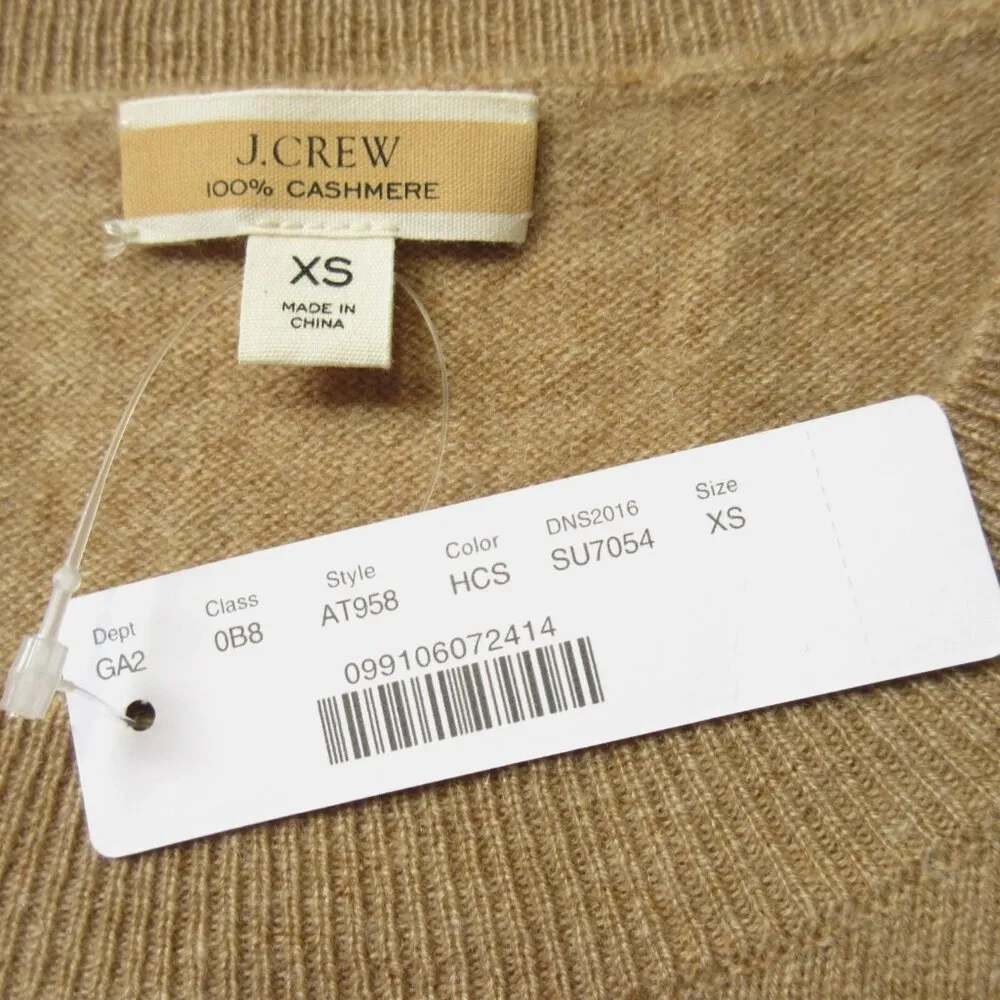 J.CREW
100% CASHMERE
XS
MADE IN
CHINA
Dept Class Style Color DNS2016 Size
GA2 0B8 AT958 HCS SU7054 XS
099106072414